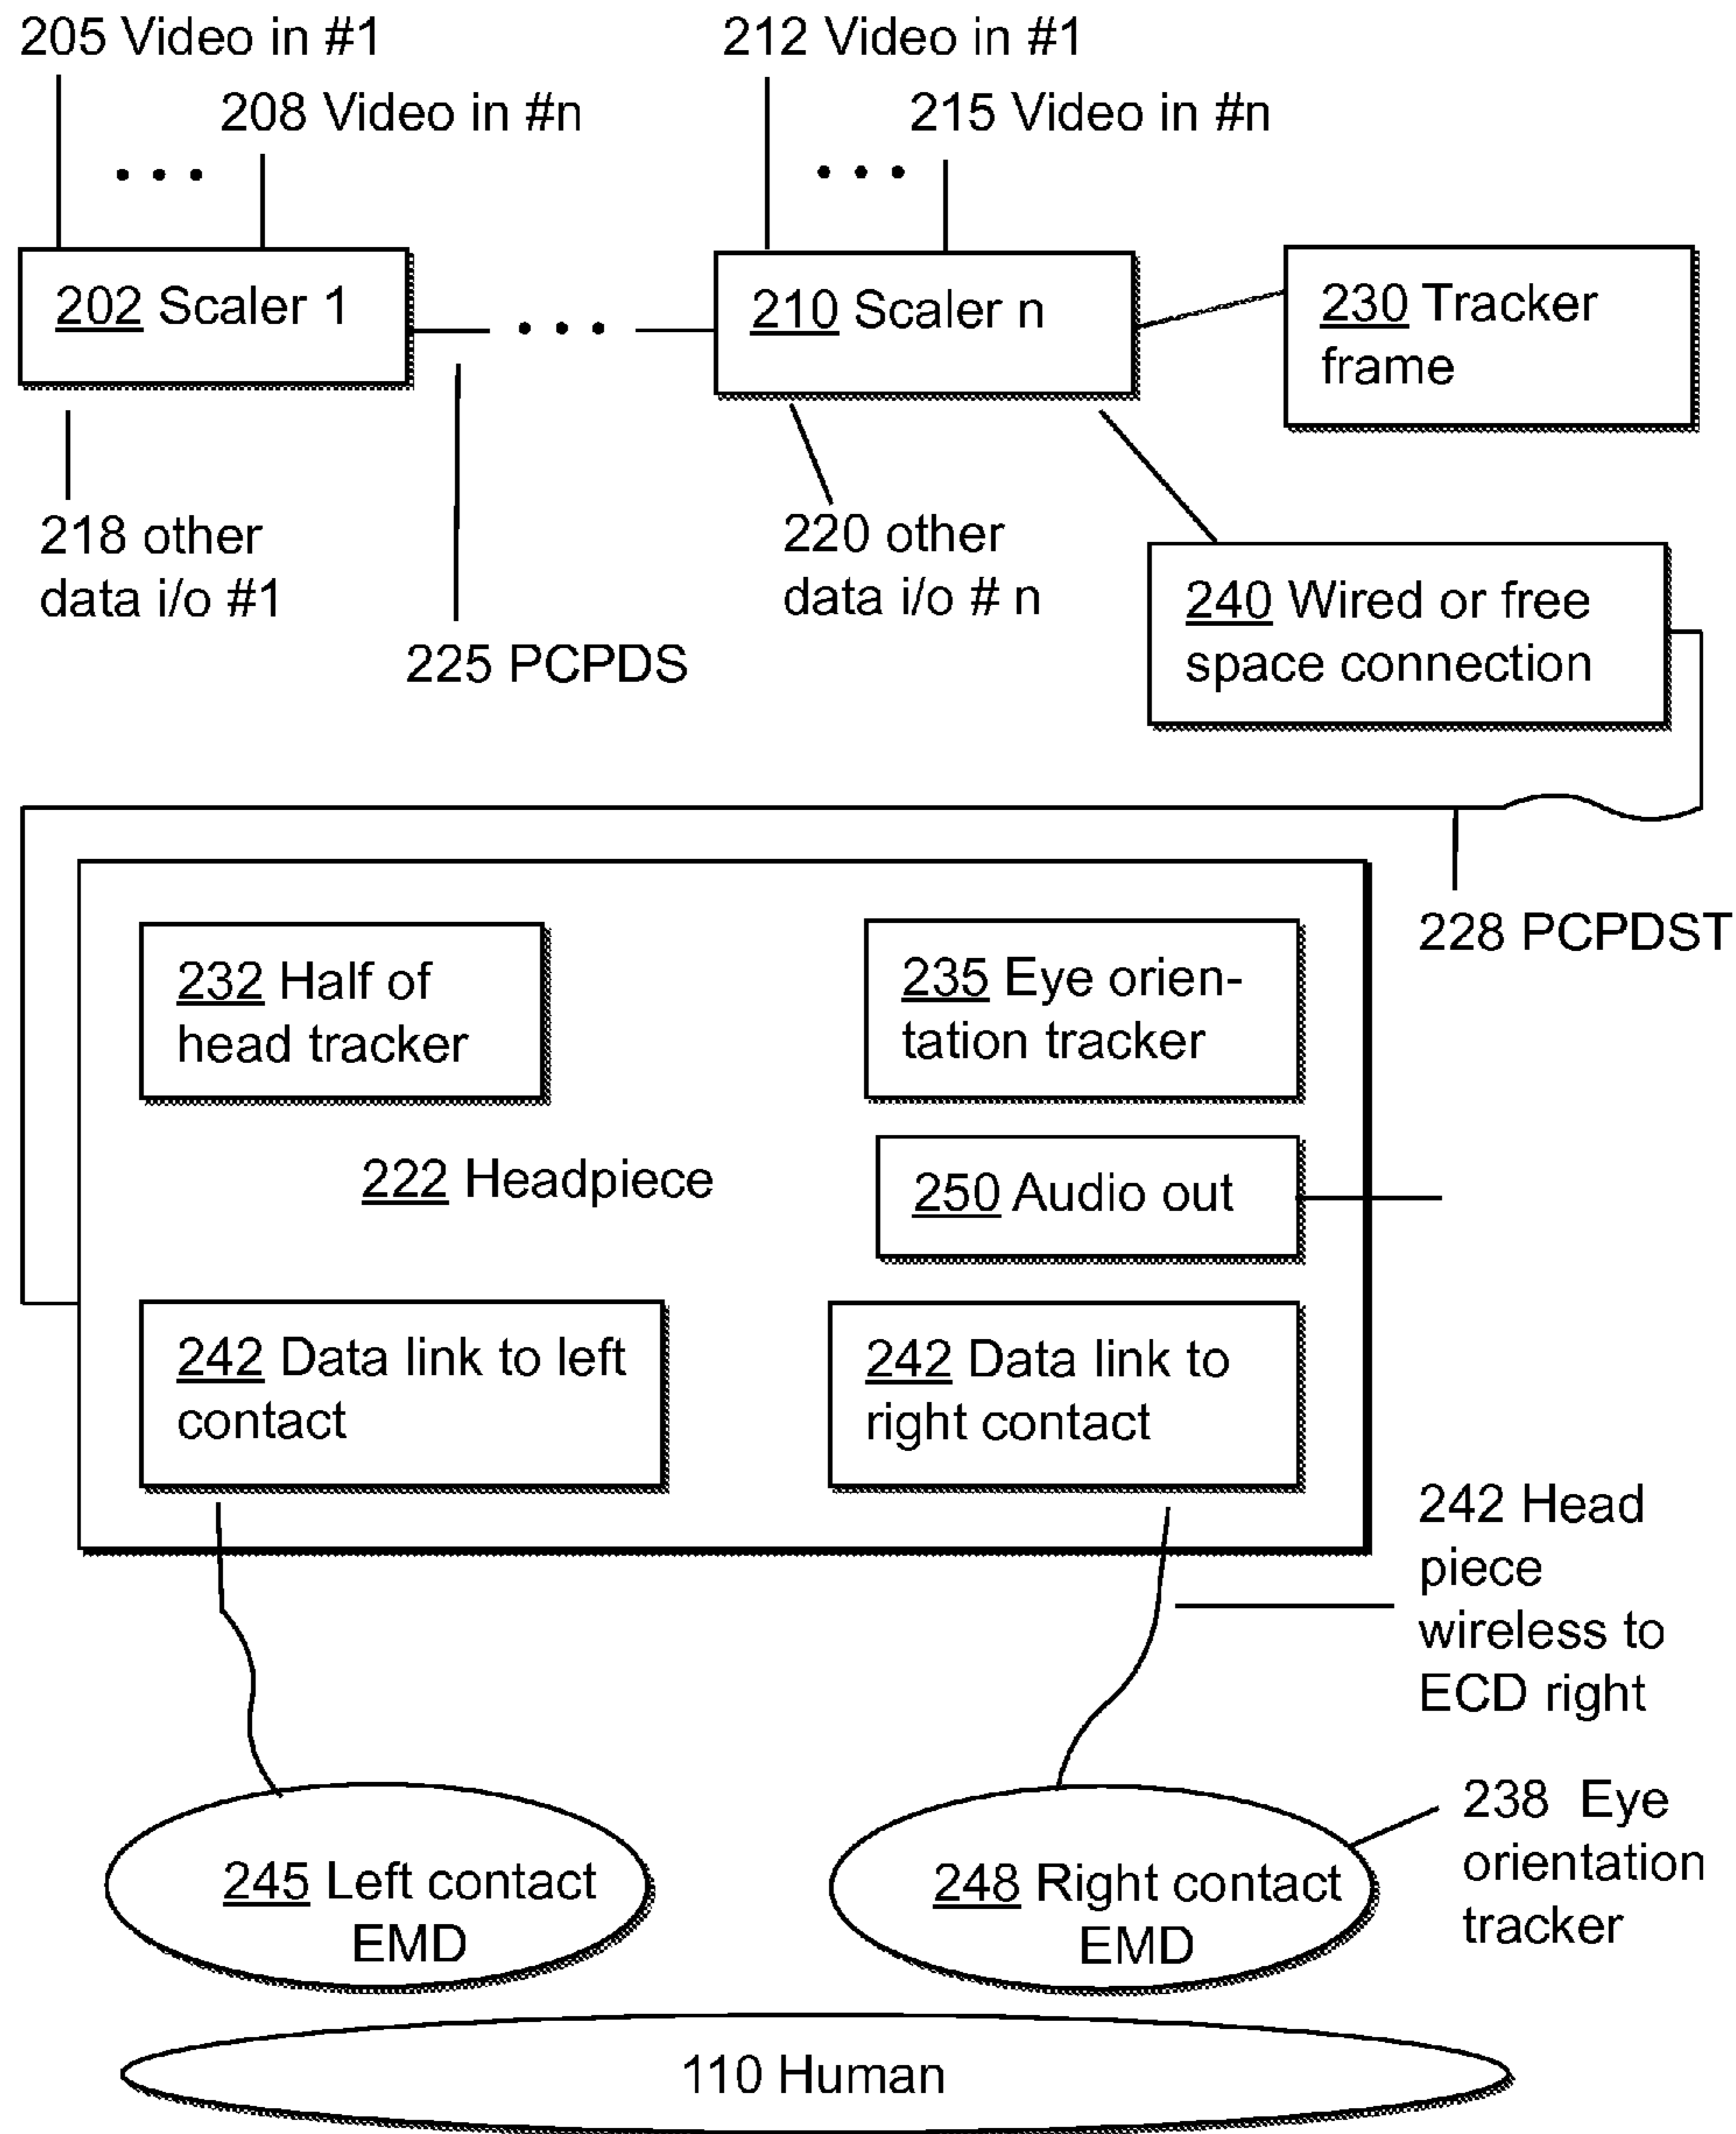 205 Video in #1
212 Video in #1
208 Video in #n
215 Video in #n
202 Scaler 1
210 Scaler n
230 Tracker
frame
218 other
data i/o #1
220 other
data i/o # n
225 PCPDS
240 Wired or free
space connection
228 PCPDST
232 Half of
head tracker
235 Eye orien-
tation tracker
222 Headpiece
250 Audio out
242 Data link to left
contact
242 Data link to
right contact
242 Head
piece
wireless to
ECD right
238 Eye
orientation
tracker
245 Left contact
EMD
248 Right contact
EMD
110 Human